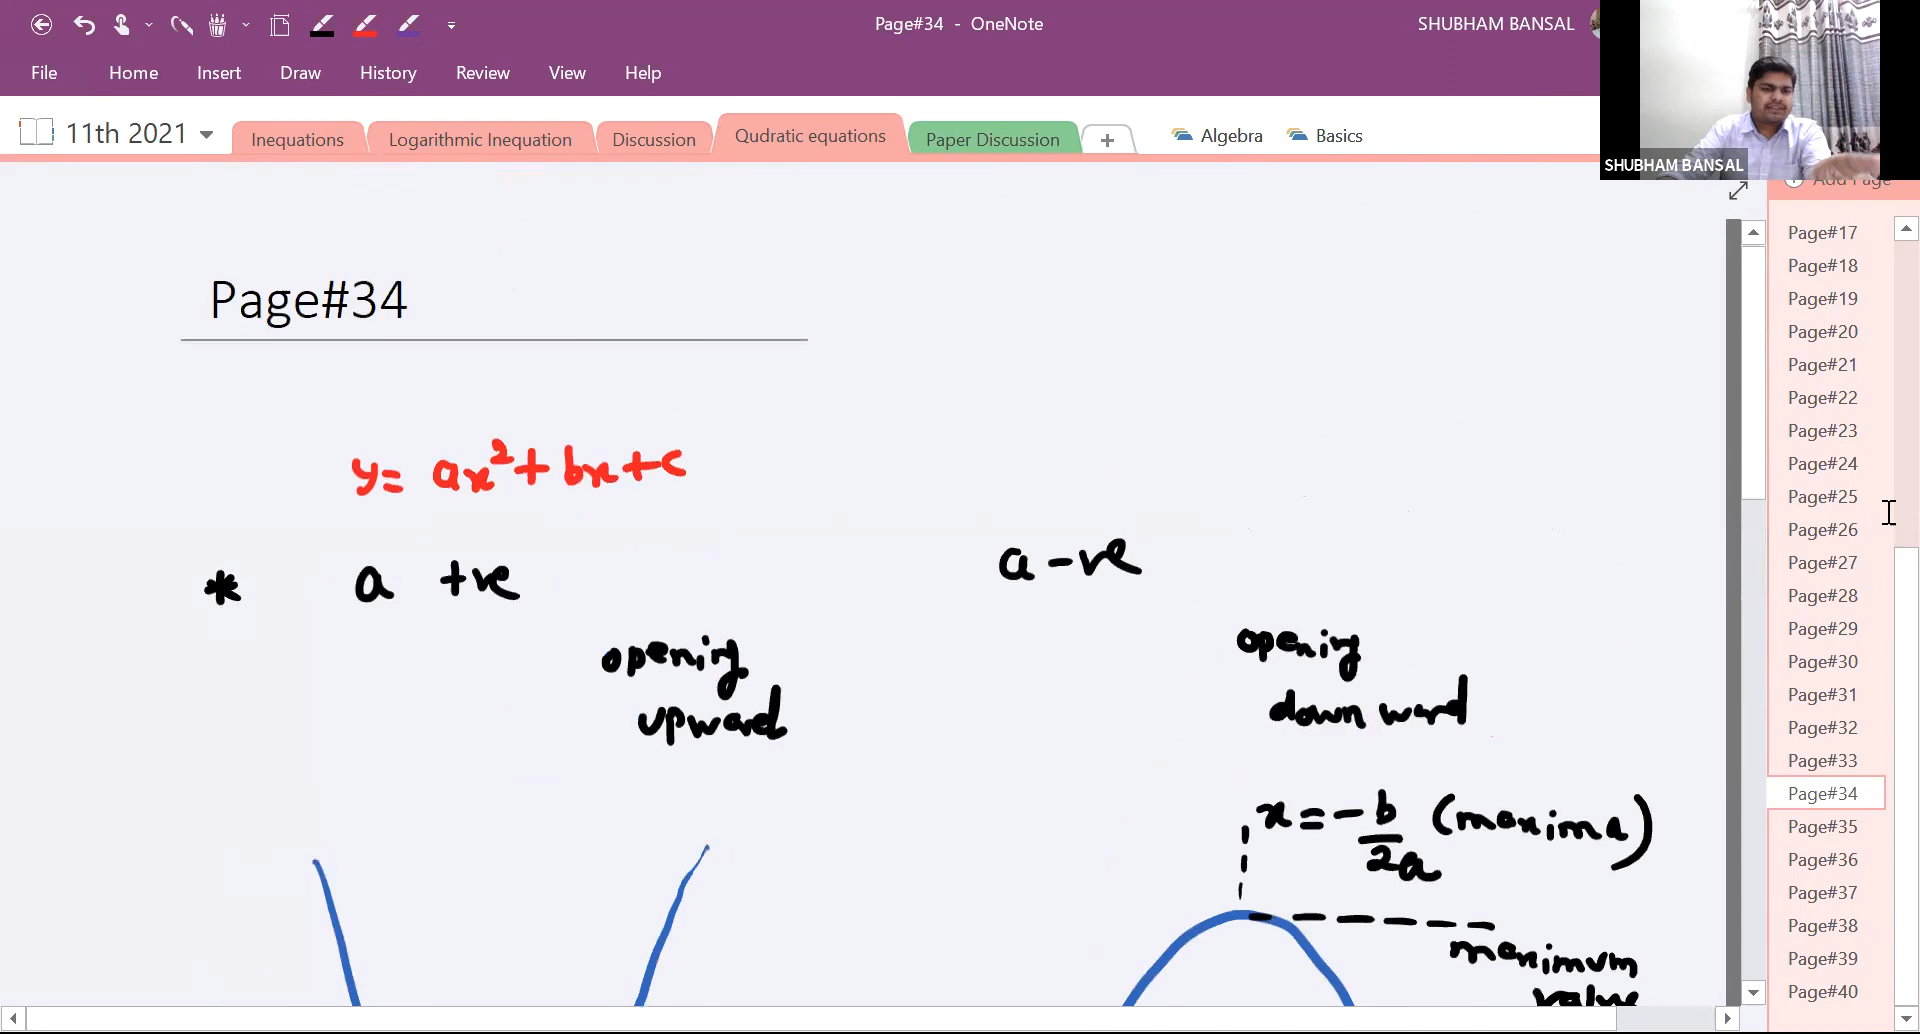 Page#34 - OneNote
SHUBHAM BANSAL
File Home Insert Draw History Review View Help
11th 2021
Inequations
Logarithmic Inequation
Discussion
Qudratic equations
Paper Discussion
+
Algebra
Basics
SHUBHAM BANSAL
Add Page
Page#34
y= ax²+bx+c
* a +ve
opening
upward
a -ve
opening
down ward
x = -b/2a (maxima)
maximum
value
Page#17
Page#18
Page#19
Page#20
Page#21
Page#22
Page#23
Page#24
Page#25
Page#26
Page#27
Page#28
Page#29
Page#30
Page#31
Page#32
Page#33
Page#34
Page#35
Page#36
Page#37
Page#38
Page#39
Page#40